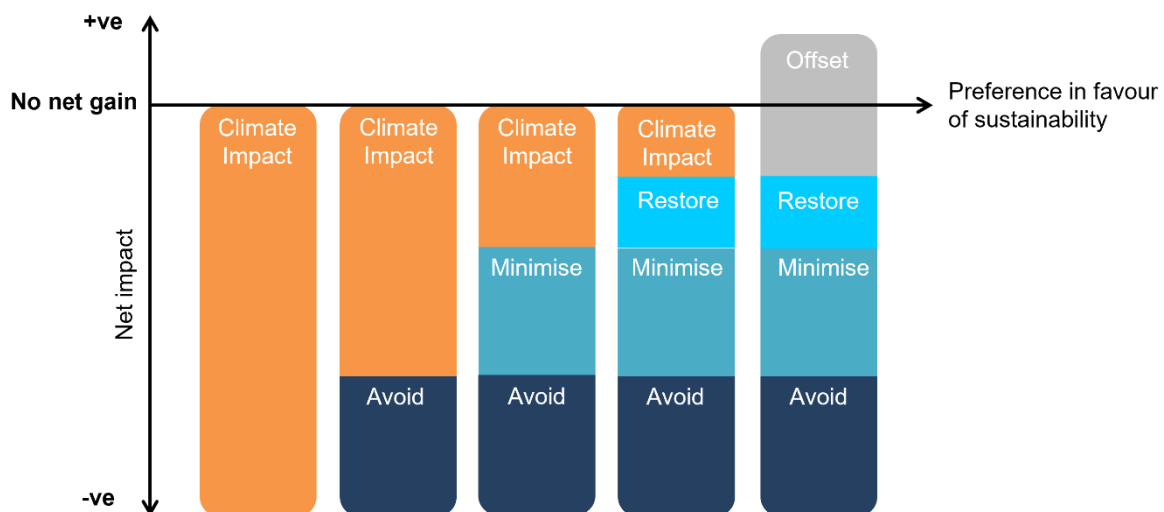 +ve
Offset
No net gain
Preference in favour
of sustainability
Climate
Impact
Climate
Impact
Climate
Impact
Climate
Impact
Restore
Restore
Minimise
Minimise
Minimise
Net impact
Avoid
Avoid
Avoid
Avoid
-ve